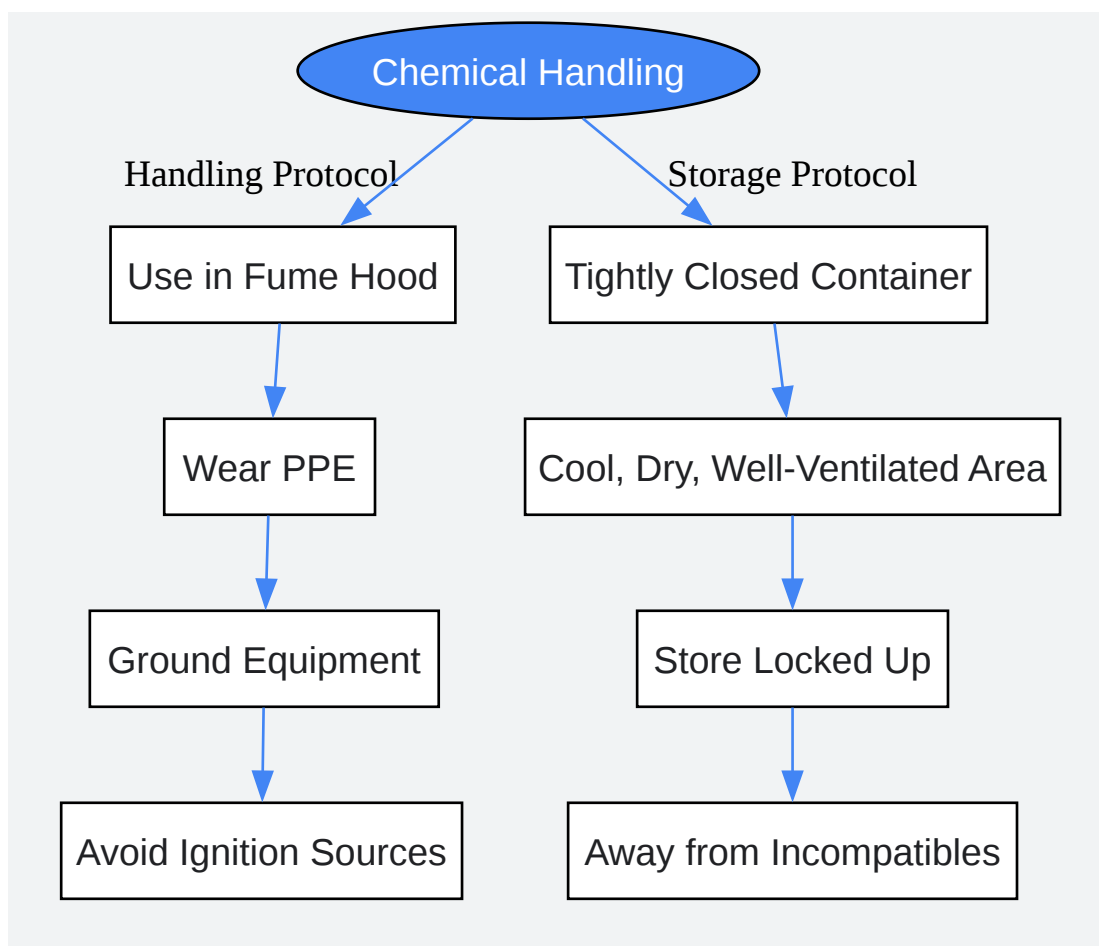 Chemical Handling
Handling Protocol
Storage Protocol
Use in Fume Hood
Tightly Closed Container
Wear PPE
Cool, Dry, Well-Ventilated Area
Ground Equipment
Store Locked Up
Avoid Ignition Sources
Away from Incompatibles